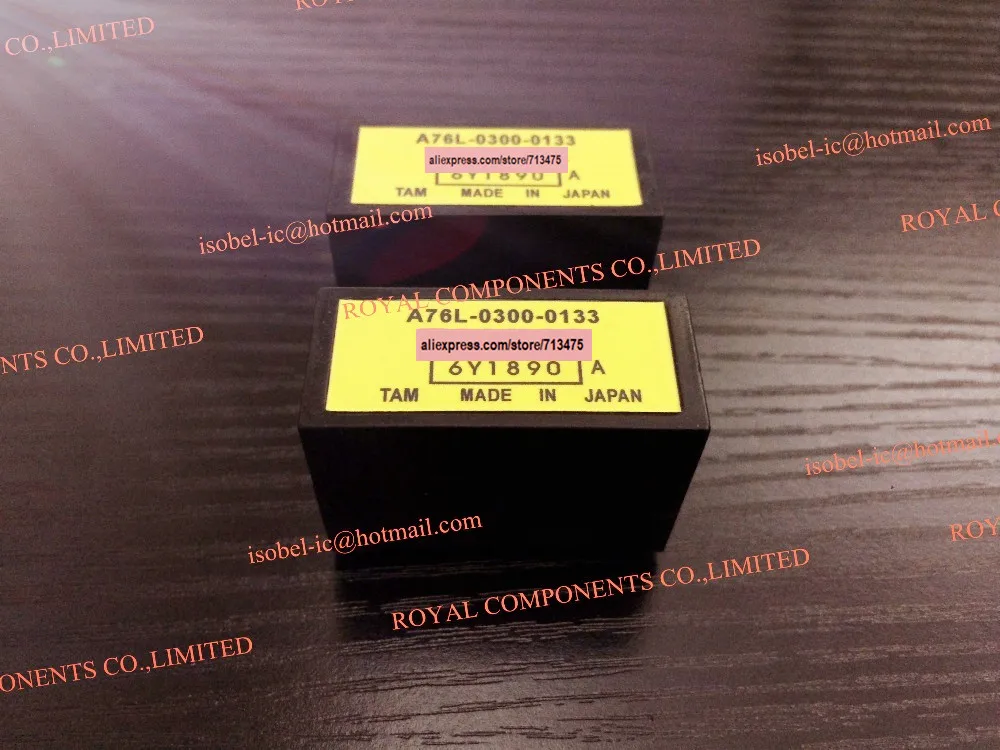 ROYAL COMPONENTS CO.,LIMITED
CO.,LIMITED
isobel-ic@hotmail.com
A76L-0300-0133
aliexpress.com/store/713475
6Y1890 A
TAM MADE IN JAPAN
isobel-ic@hotmail.com
ROYAL CO
ROYAL COMPONENTS CO.,LIMITED
A76L-0300-0133
NTS CO.,LIMITED
aliexpress.com/store/713475
6Y1890 A
TAM MADE IN JAPAN
isobel-ic@hotmail
isobel-ic@hotmail.com
ROY
ROYAL COMPONENTS CO.,LIMITED
ONENTS CO.,LIMITED